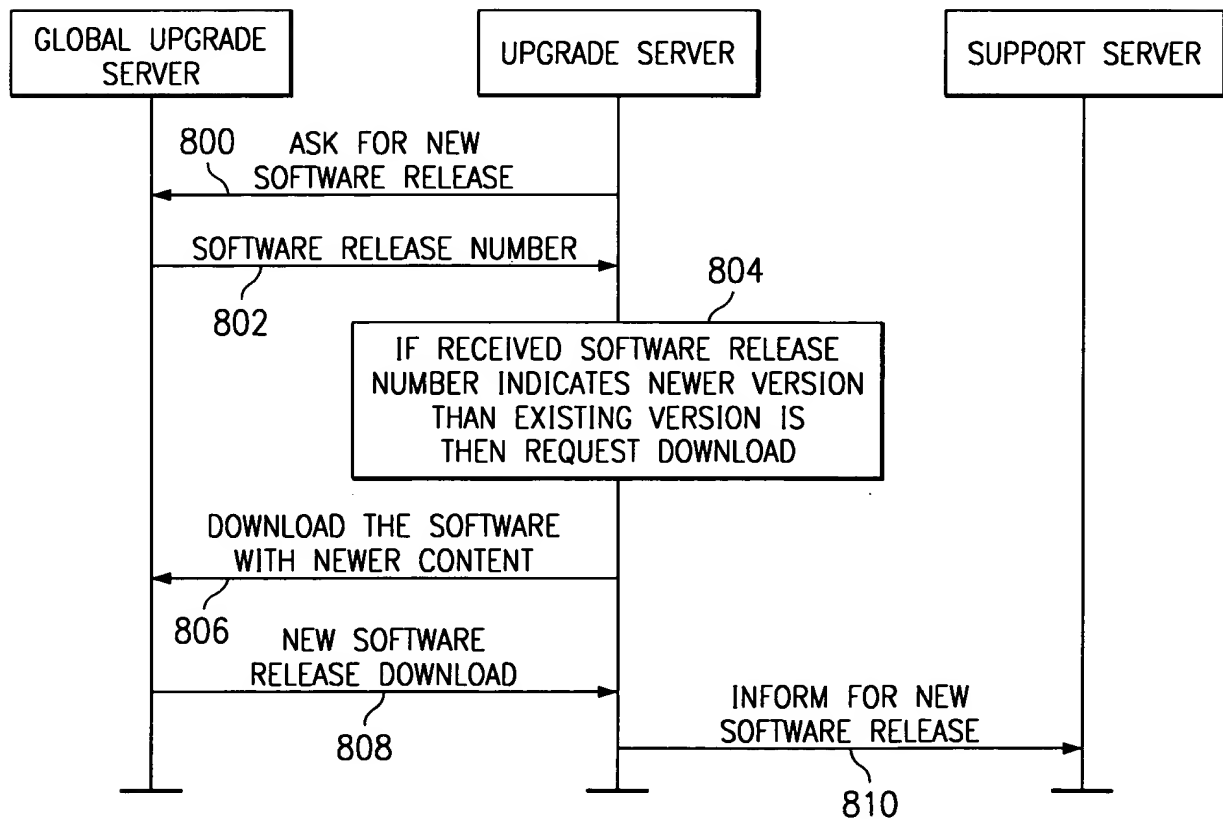 GLOBAL UPGRADE
SERVER
UPGRADE SERVER
SUPPORT SERVER
800
ASK FOR NEW
SOFTWARE RELEASE
SOFTWARE RELEASE NUMBER
802
804
IF RECEIVED SOFTWARE RELEASE
NUMBER INDICATES NEWER VERSION
THAN EXISTING VERSION IS
THEN REQUEST DOWNLOAD
DOWNLOAD THE SOFTWARE
WITH NEWER CONTENT
806
NEW SOFTWARE
RELEASE DOWNLOAD
808
INFORM FOR NEW
SOFTWARE RELEASE
810